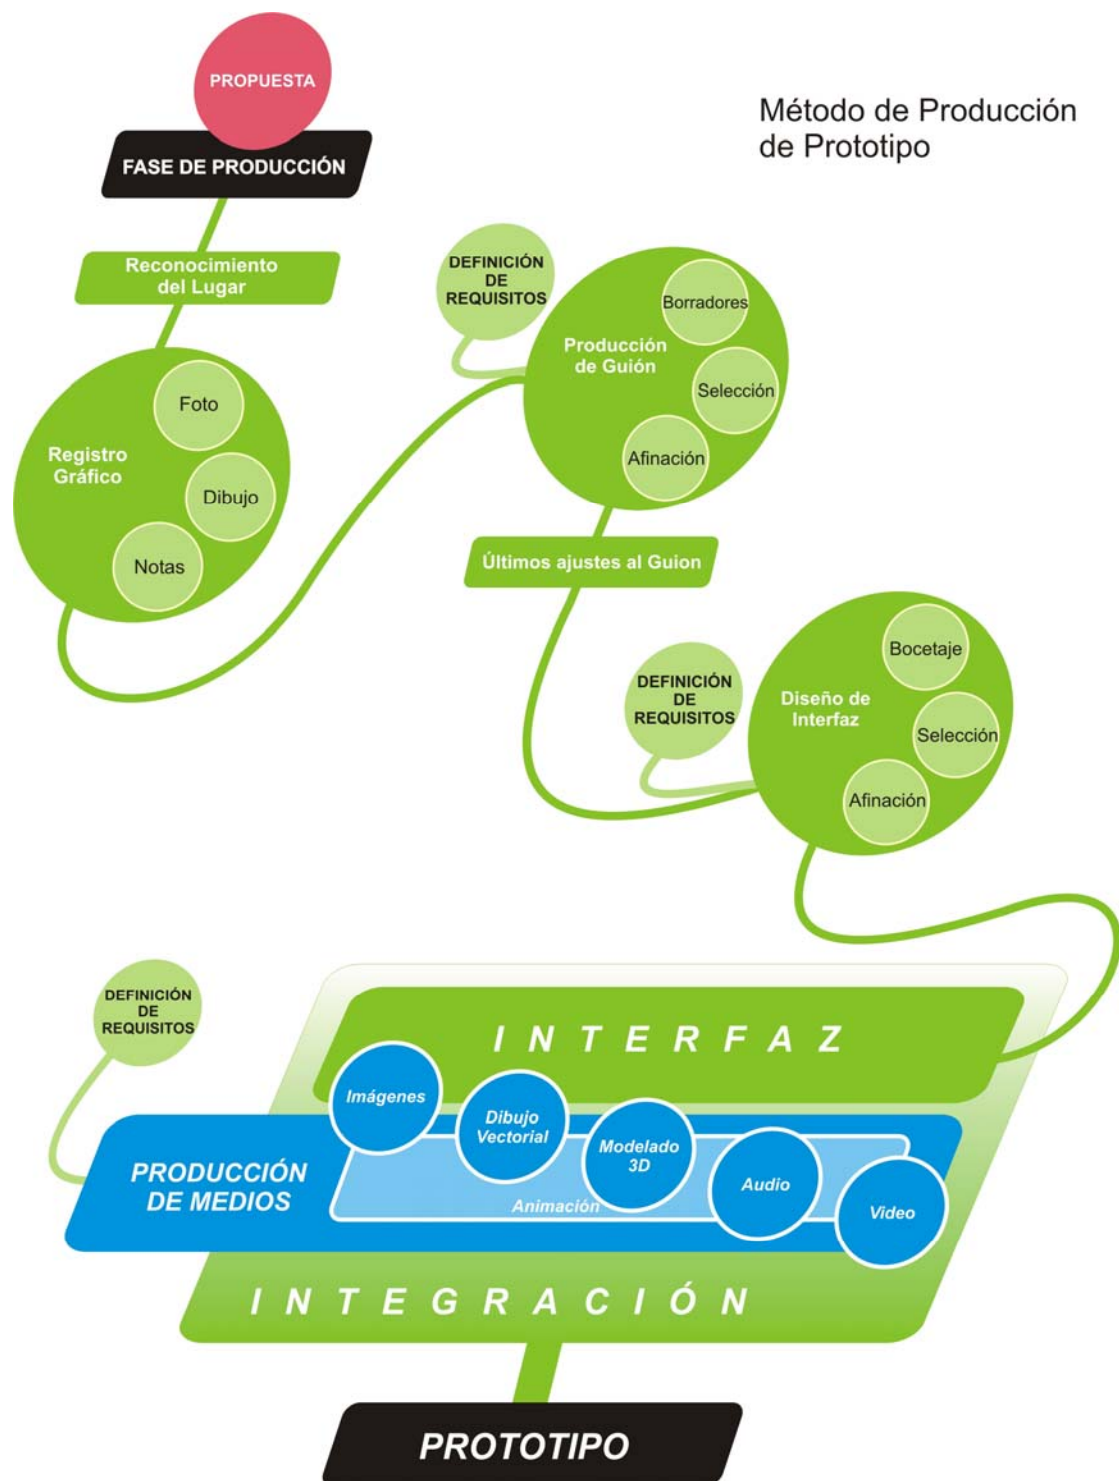 PROPUESTA
Método de Producción
de Prototipo
FASE DE PRODUCCIÓN
Reconocimiento
del Lugar
Registro
Gráfico
Foto
Dibujo
Notas
DEFINICIÓN
DE
REQUISITOS
Producción
de Guión
Borradores
Selección
Afinación
Últimos ajustes al Guion
DEFINICIÓN
DE
REQUISITOS
Diseño de
Interfaz
Bocetaje
Selección
Afinación
DEFINICIÓN
DE
REQUISITOS
INTERFAZ
PRODUCCIÓN
DE MEDIOS
Imágenes
Dibujo
Vectorial
Modelado
3D
Audio
Video
Animación
INTEGRACIÓN
PROTOTIPO